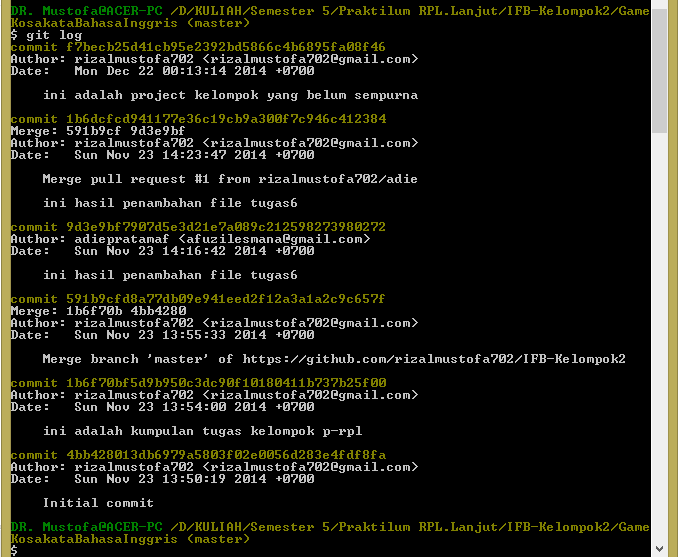 DR. Mustofa@ACER-PC /D/KULIAH/Semester 5/Praktilum RPL.Lanjut/IFB-Kelompok2/Game
KosakataBahasaInggris (master)
$ git log
commit f7becb25d41cb95e2392bd5866c4b6895fa08f46
Author: rizalmustofa702 <rizalmustofa702@gmail.com>
Date:   Mon Dec 22 00:13:14 2014 +0700
    ini adalah project kelompok yang belum sempurna
commit 1b6dcfcd941177e36c19cb9a300f7c946c412384
Merge: 591b9cf 9d3e9bf
Author: rizalmustofa702 <rizalmustofa702@gmail.com>
Date:   Sun Nov 23 14:23:47 2014 +0700
    Merge pull request #1 from rizalmustofa702/adie
    ini hasil penambahan file tugas6
commit 9d3e9bf7907d5e3d21e7a089c212598273980272
Author: adiepratamaf <afuzilesmana@gmail.com>
Date:   Sun Nov 23 14:16:42 2014 +0700
    ini hasil penambahan file tugas6
commit 591b9cfd8a77db09e941eed2f12a3a1a2c9c657f
Merge: 1b6f70b 4bb4280
Author: rizalmustofa702 <rizalmustofa702@gmail.com>
Date:   Sun Nov 23 13:55:33 2014 +0700
    Merge branch 'master' of https://github.com/rizalmustofa702/IFB-Kelompok2
commit 1b6f70bf5d9b950c3dc90f10180411b737b25f00
Author: rizalmustofa702 <rizalmustofa702@gmail.com>
Date:   Sun Nov 23 13:54:00 2014 +0700
    ini adalah kumpulan tugas kelompok p-rpl
commit 4bb428013db6979a5803f02e0056d283e4fdf8fa
Author: rizalmustofa702 <rizalmustofa702@gmail.com>
Date:   Sun Nov 23 13:50:19 2014 +0700
    Initial commit
DR. Mustofa@ACER-PC /D/KULIAH/Semester 5/Praktilum RPL.Lanjut/IFB-Kelompok2/Game
KosakataBahasaInggris (master)
$